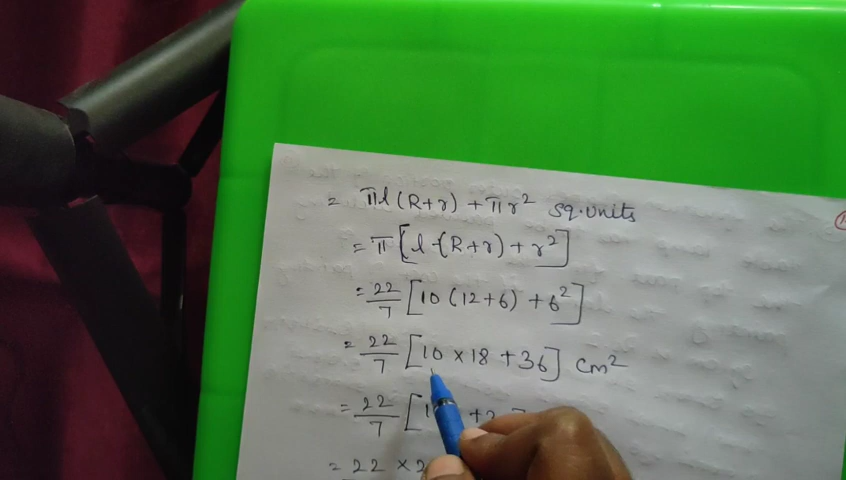 = πl (R+r) + πr² sq.units
= π [l (R+r) + r²]
= 22/7 [10 (12+6) + 6²]
= 22/7 [10 × 18 + 36] cm²
= 22/7 [1 +
= 22 × 2